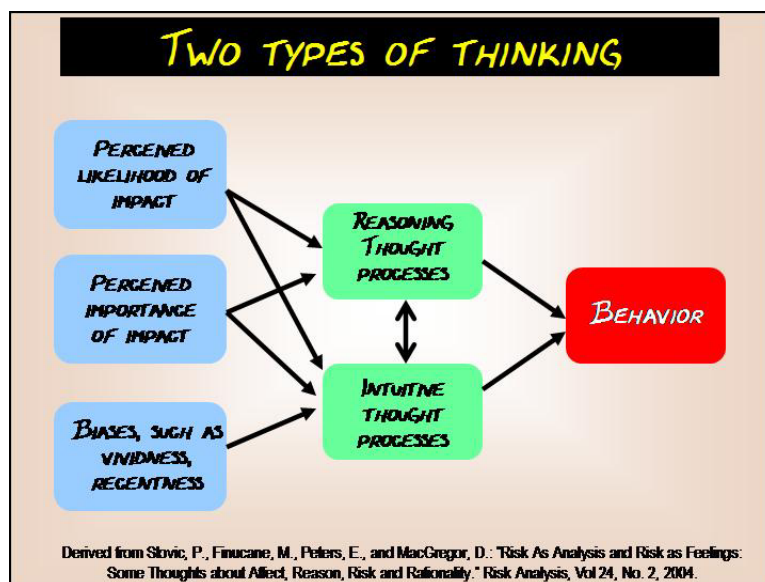 TWO TYPES OF THINKING
PERCEIVED
LIKELIHOOD OF
IMPACT
PERCEIVED
IMPORTANCE
OF IMPACT
BIASES, SUCH AS
VIVIDNESS,
RECENTNESS
REASONING
THOUGHT
PROCESSES
INTUITIVE
THOUGHT
PROCESSES
BEHAVIOR
Derived from Slovic, P., Finucane, M., Peters, E., and MacGregor, D.: "Risk As Analysis and Risk as Feelings:
Some Thoughts about Affect, Reason, Risk and Rationality." Risk Analysis, Vol 24, No. 2, 2004.